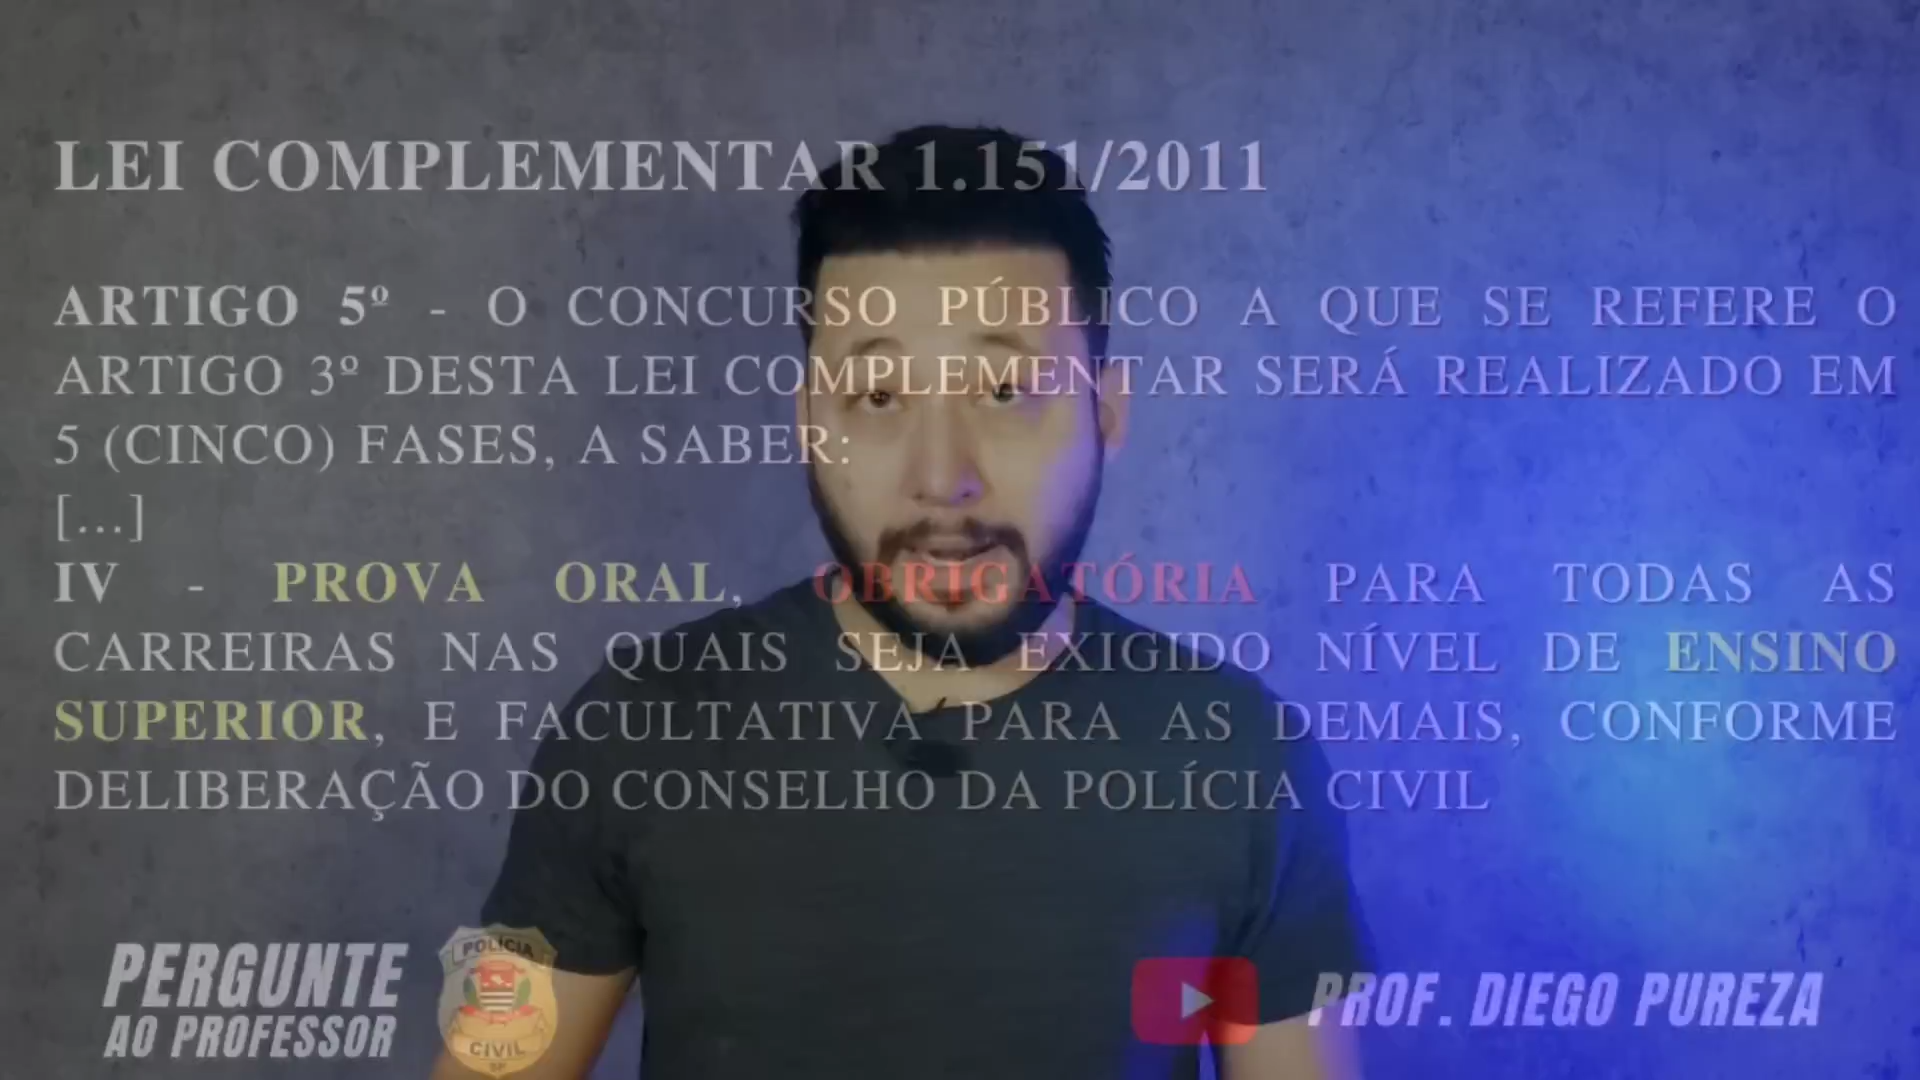 LEI COMPLEMENTAR 1.151/2011
ARTIGO 5º - O CONCURSO PÚBLICO A QUE SE REFERE O
ARTIGO 3º DESTA LEI COMPLEMENTAR SERÁ REALIZADO EM
5 (CINCO) FASES, A SABER:
[...]
IV - PROVA ORAL, OBRIGATÓRIA PARA TODAS AS
CARREIRAS NAS QUAIS SEJA EXIGIDO NÍVEL DE ENSINO
SUPERIOR, E FACULTATIVA PARA AS DEMAIS, CONFORME
DELIBERAÇÃO DO CONSELHO DA POLÍCIA CIVIL
PERGUNTE
AO PROFESSOR
POLÍCIA
CIVIL
SP
PROF. DIEGO PUREZA